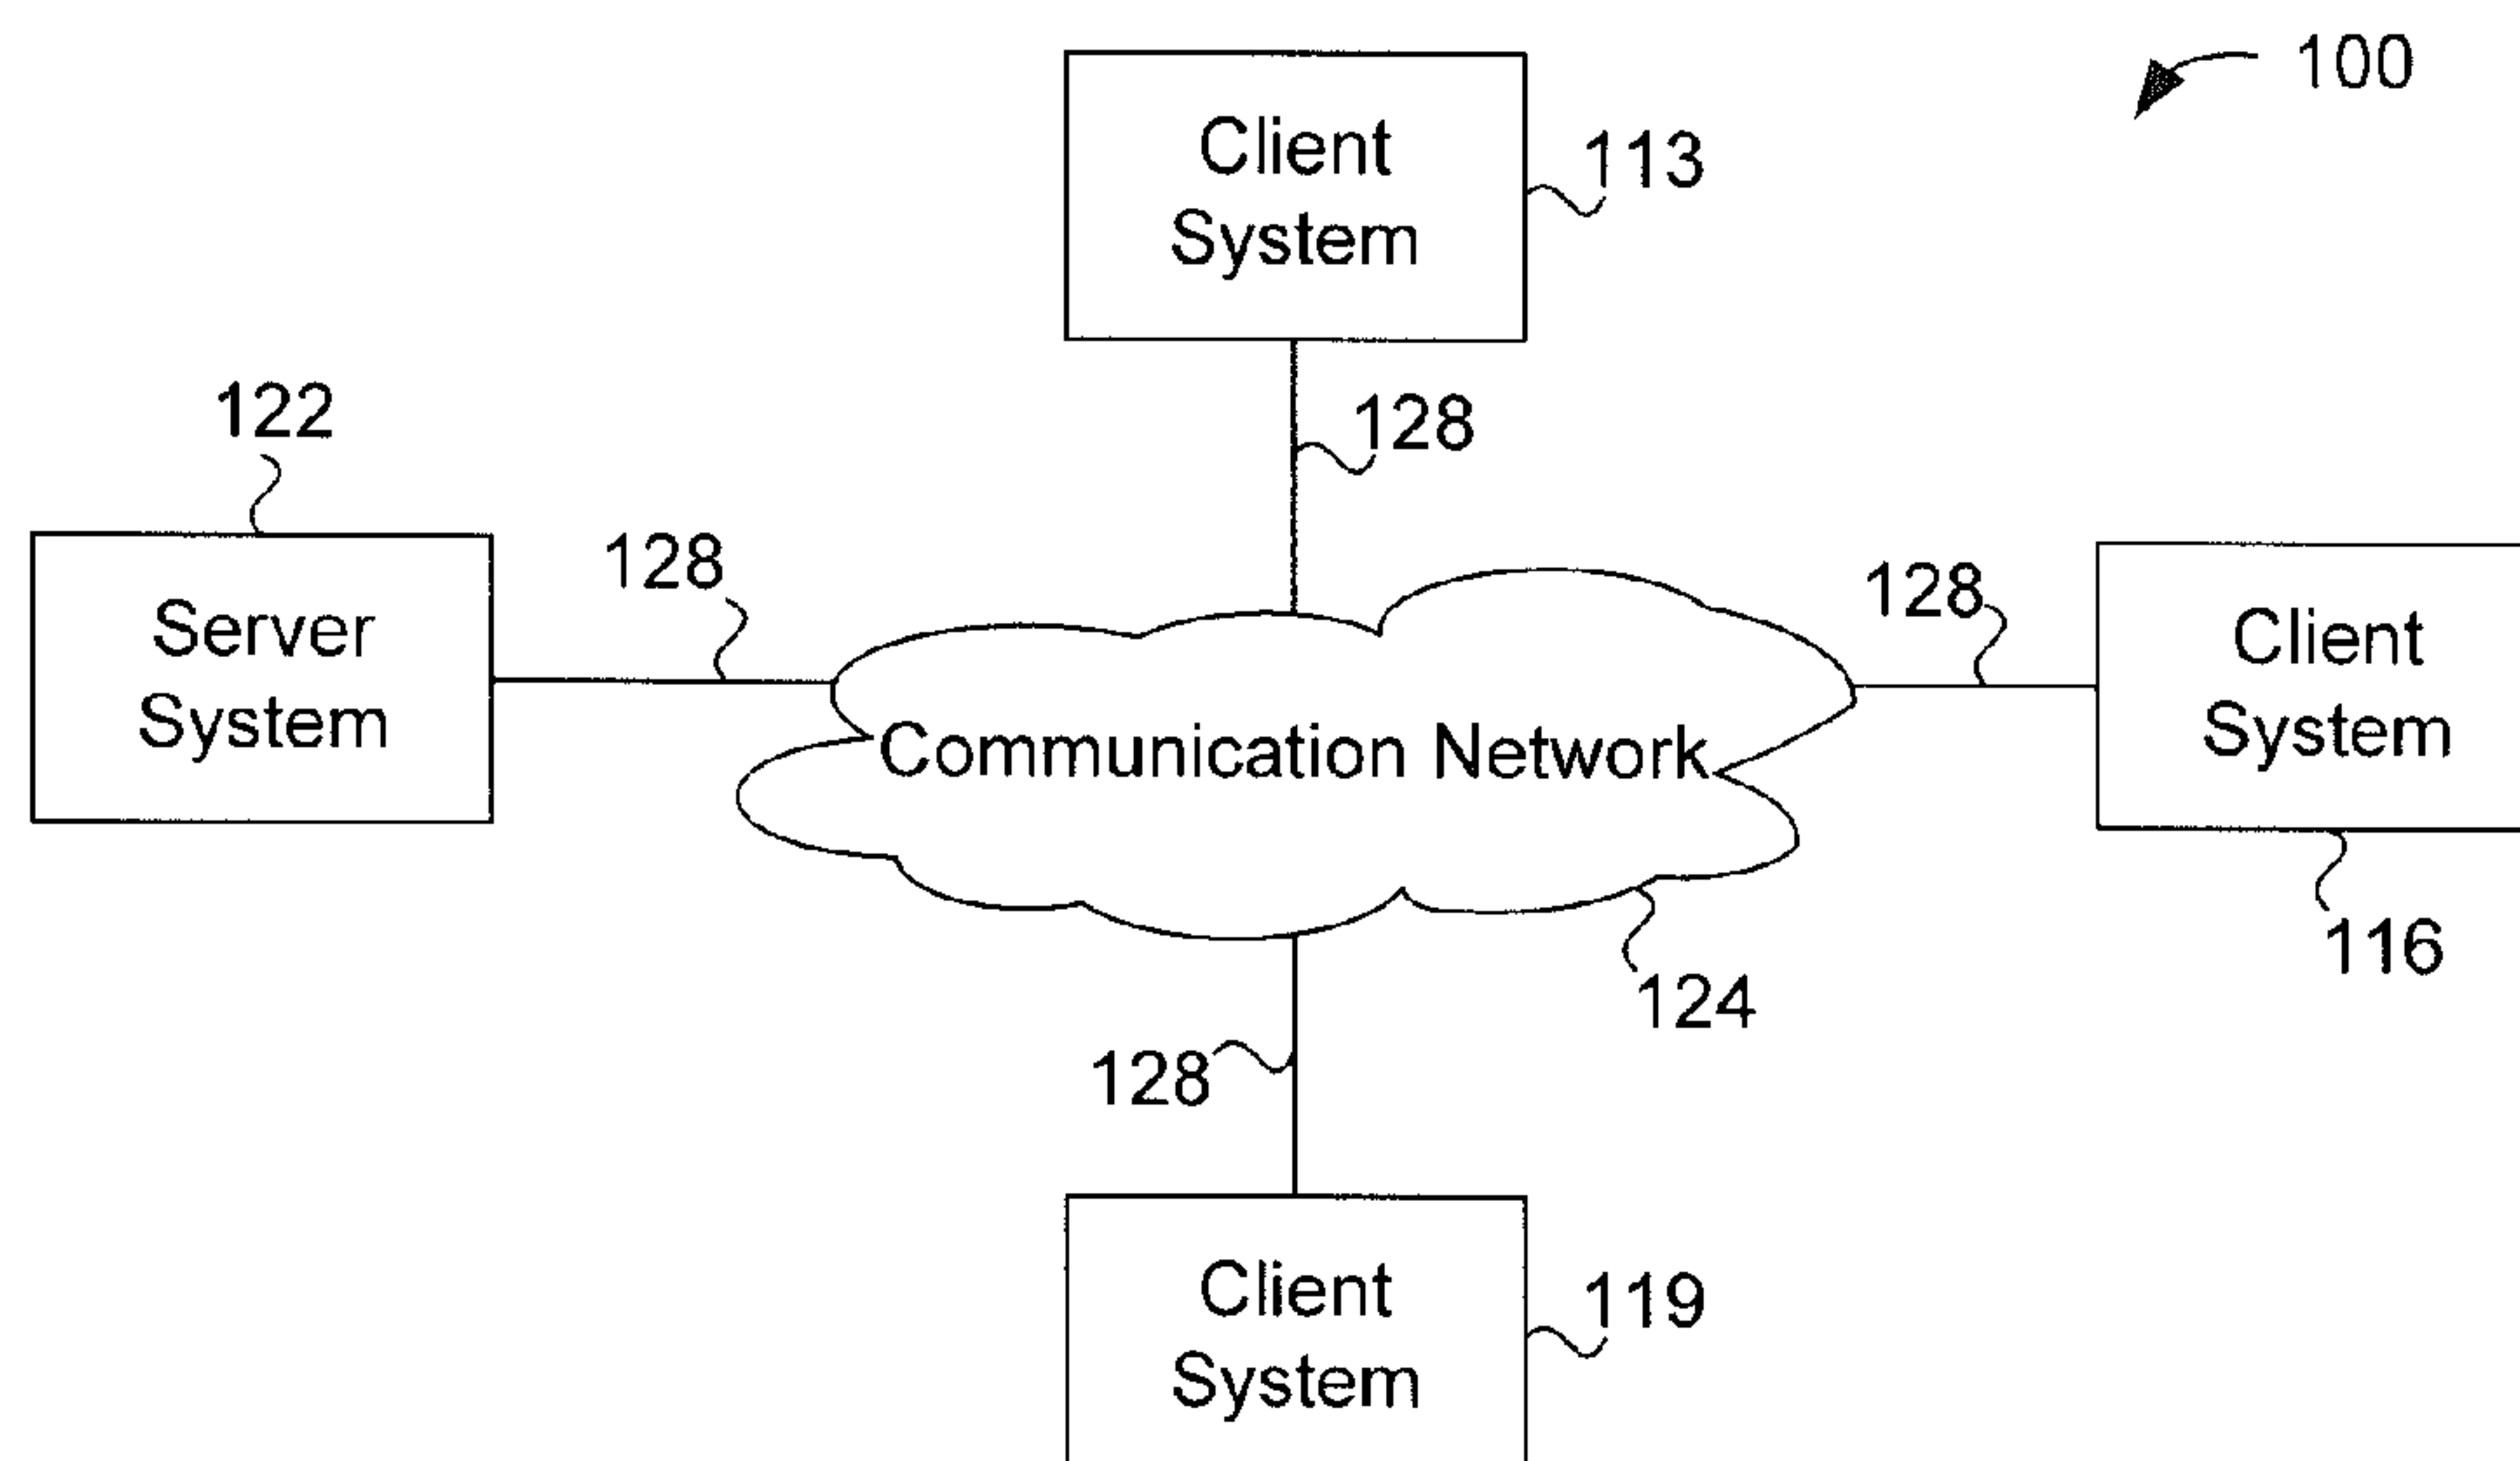 100
Client
System
113
128
122
128
Server
System
128
Client
System
Communication Network
116
124
128
Client
System
119